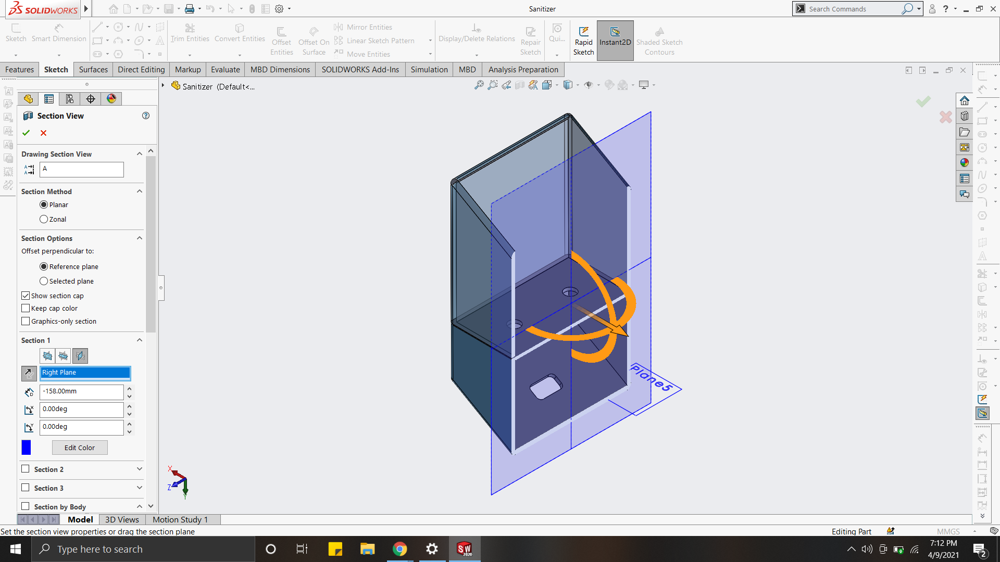 SOLIDWORKS
Sanitizer
Search Commands
Sketch
Smart Dimension
Trim Entities
Convert Entities
Offset Entities
Offset On Surface
Mirror Entities
Linear Sketch Pattern
Move Entities
Display/Delete Relations
Repair Sketch
Qui...
Rapid Sketch
Instant2D
Shaded Sketch Contours
Features
Sketch
Surfaces
Direct Editing
Markup
Evaluate
MBD Dimensions
SOLIDWORKS Add-Ins
Simulation
MBD
Analysis Preparation
Sanitizer (Default<...
Section View
Drawing Section View
A
Section Method
Planar
Zonal
Section Options
Offset perpendicular to:
Reference plane
Selected plane
Show section cap
Keep cap color
Graphics-only section
Section 1
Right Plane
-158.00mm
0.00deg
0.00deg
Edit Color
Section 2
Section 3
Section by Body
Plane5
X
Z
Y
Model
3D Views
Motion Study 1
Set the section view properties or drag the section plane
Editing Part
MMGS
Type here to search
SW
2020
7:12 PM
4/9/2021
2